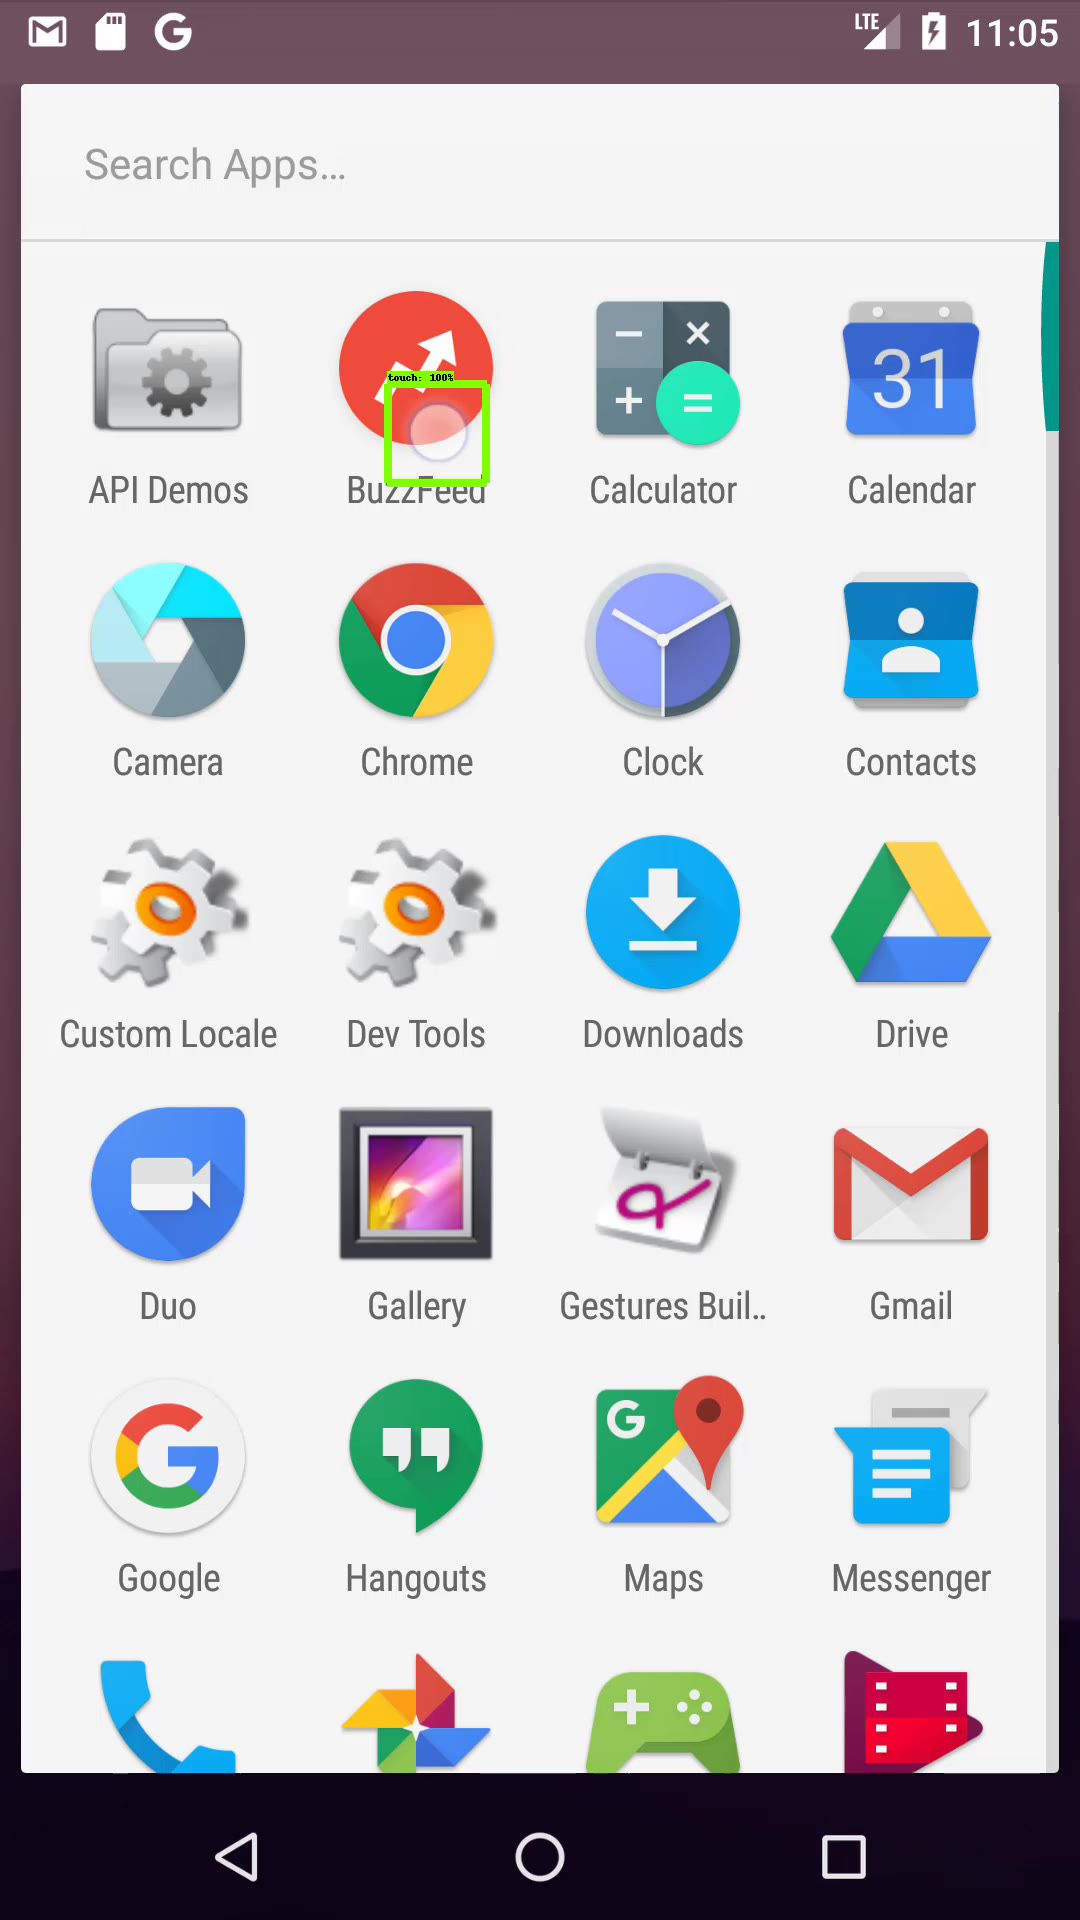 11:05
LTE
Search Apps…
31
touch: 100%
API Demos
BuzzFeed
Calculator
Calendar
Camera
Chrome
Clock
Contacts
Custom Locale
Dev Tools
Downloads
Drive
Duo
Gallery
Gestures Buil..
Gmail
Google
Hangouts
Maps
Messenger